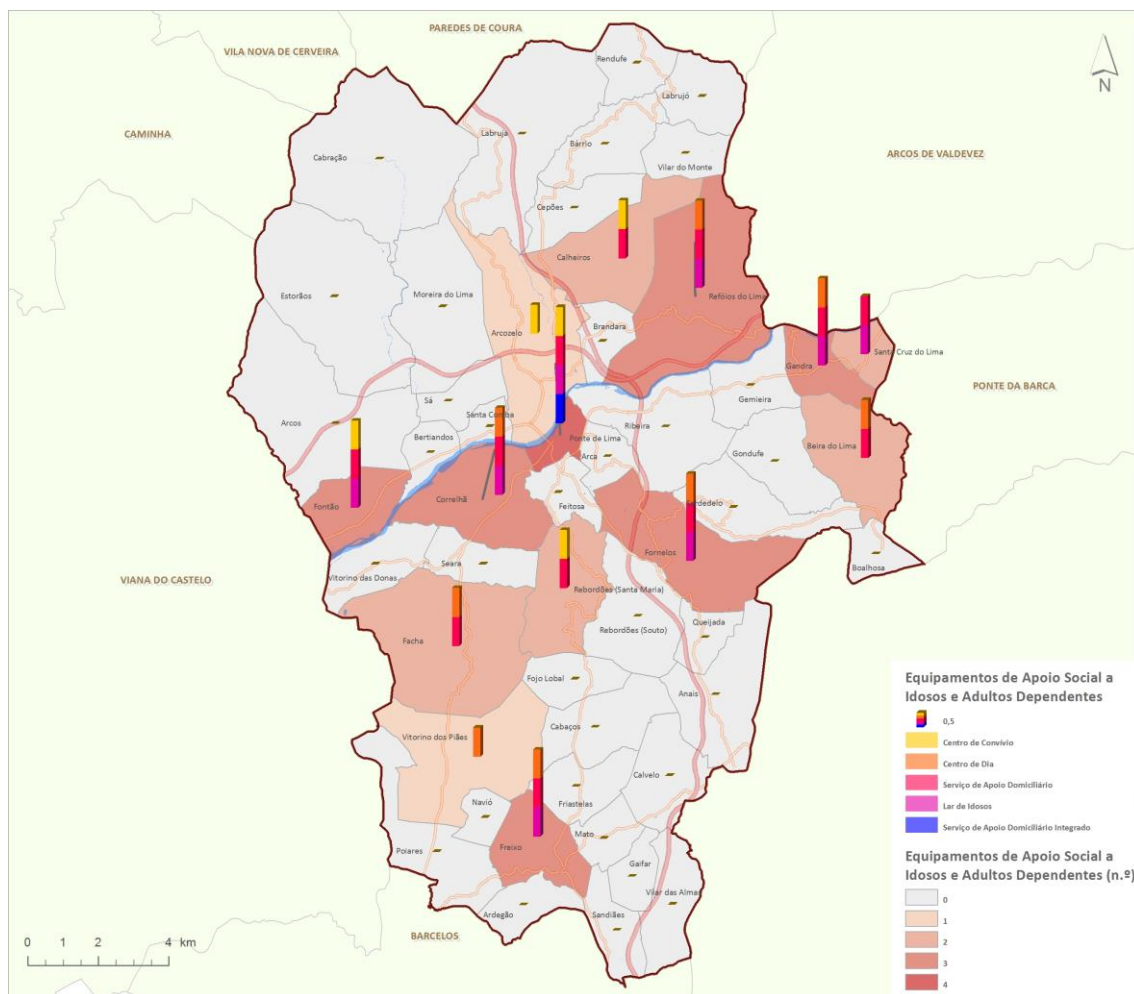 PAREDES DE COURA
VILA NOVA DE CERVEIRA
CAMINHA
ARCOS DE VALDEVEZ
PONTE DA BARCA
VIANA DO CASTELO
BARCELOS
N
Rendufe
Labrujó
Labruja
Bárrio
Vilar do Monte
Cabração
Cepões
Calheiros
Refóios do Lima
Estorãos
Moreira do Lima
Arcozelo
Brandara
Santa Cruz do Lima
Gandra
Gemieira
Sá
Santa Comba
Arcos
Bertiandos
Ponte de Lima
Ribeira
Arca
Gondufe
Beira do Lima
Fontão
Correlhã
Feitosa
Fornelos
Boalhosa
Vitorino das Donas
Seara
Rebordões (Santa Maria)
Rebordões (Souto)
Queijada
Facha
Fojo Lobal
Anais
Cabaços
Vitorino dos Piães
Calvelo
Navió
Friastelas
Mato
Poiares
Freixo
Gaifar
Vilar das Almas
Ardegão
Sandiães
0 1 2 4 km
Equipamentos de Apoio Social a
Idosos e Adultos Dependentes
0,5
Centro de Convívio
Centro de Dia
Serviço de Apoio Domiciliário
Lar de Idosos
Serviço de Apoio Domiciliário Integrado
Equipamentos de Apoio Social a
Idosos e Adultos Dependentes (n.º)
0
1
2
3
4